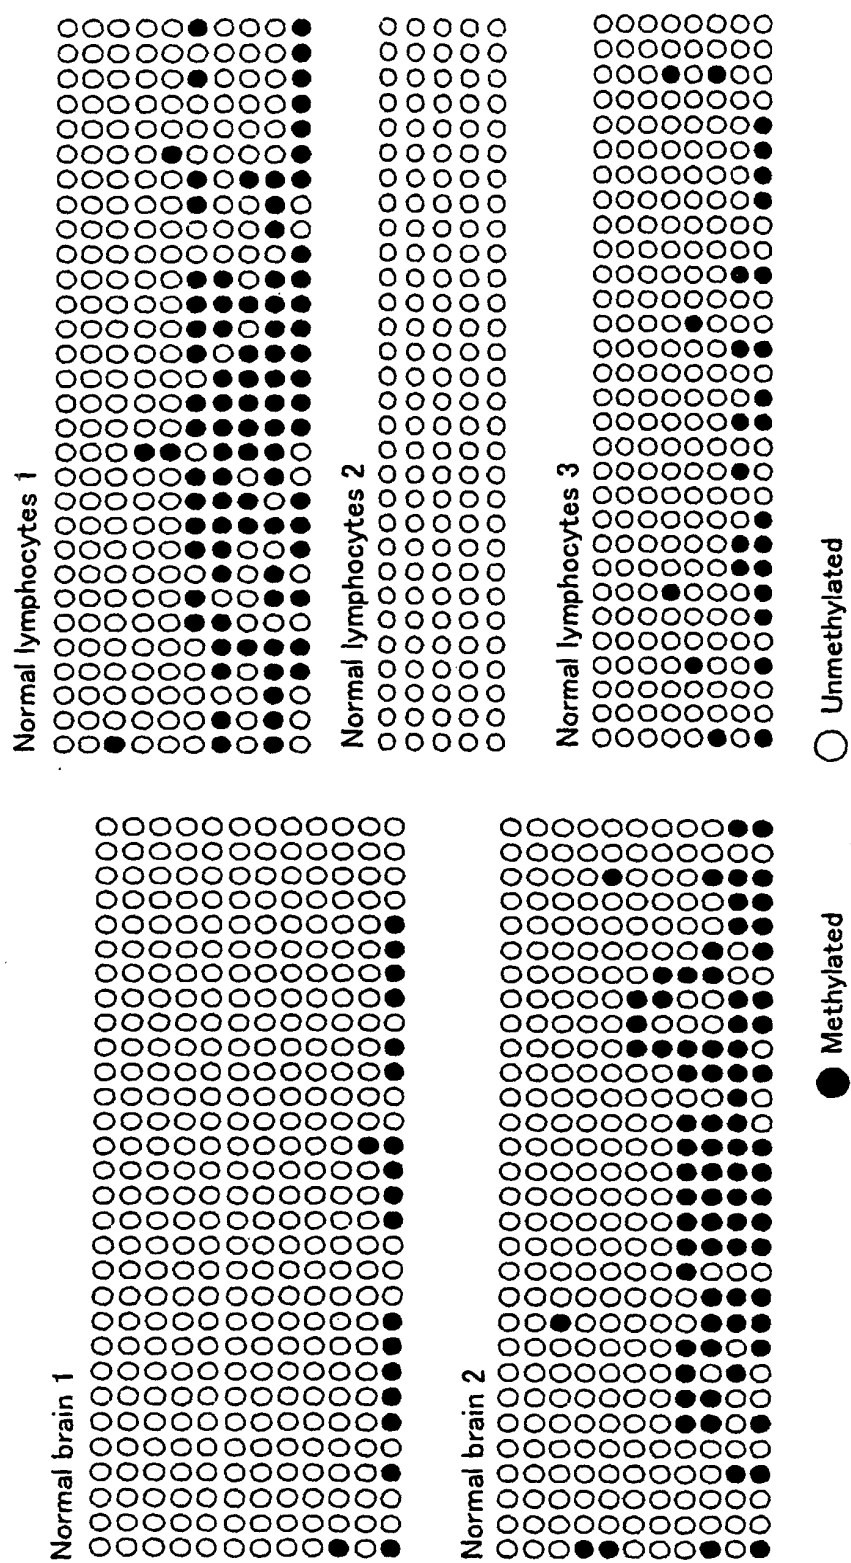 Normal brain 1
Normal brain 2
Normal lymphocytes 1
Normal lymphocytes 2
Normal lymphocytes 3
Methylated
Unmethylated